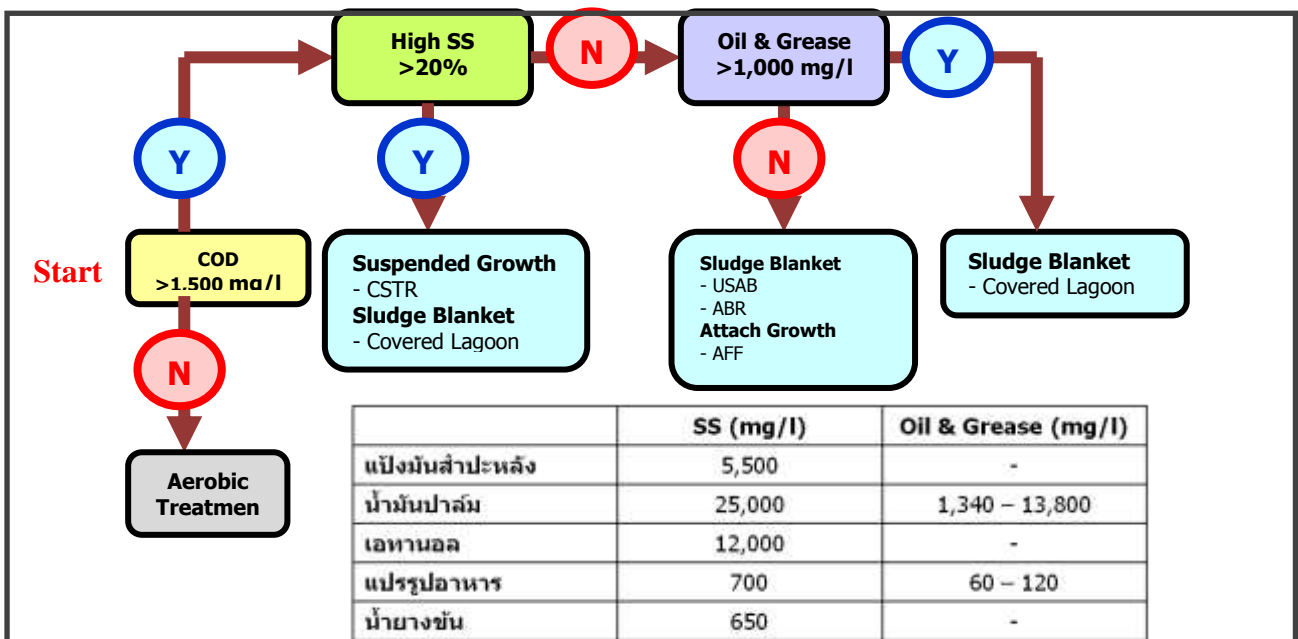 High SS
>20%
N
Oil & Grease
>1,000 mg/l
Y
Y
Y
N
Start
COD
>1,500 mg/l
Suspended Growth
- CSTR
Sludge Blanket
- Covered Lagoon
Sludge Blanket
- USAB
- ABR
Attach Growth
- AFF
Sludge Blanket
- Covered Lagoon
N
Aerobic
Treatmen
SS (mg/l) Oil & Grease (mg/l)
แป้งมันสำปะหลัง 5,500 -
น้ำมันปาล์ม 25,000 1,340 – 13,800
เอทานอล 12,000 -
แปรรูปอาหาร 700 60 – 120
น้ำยางข้น 650 -